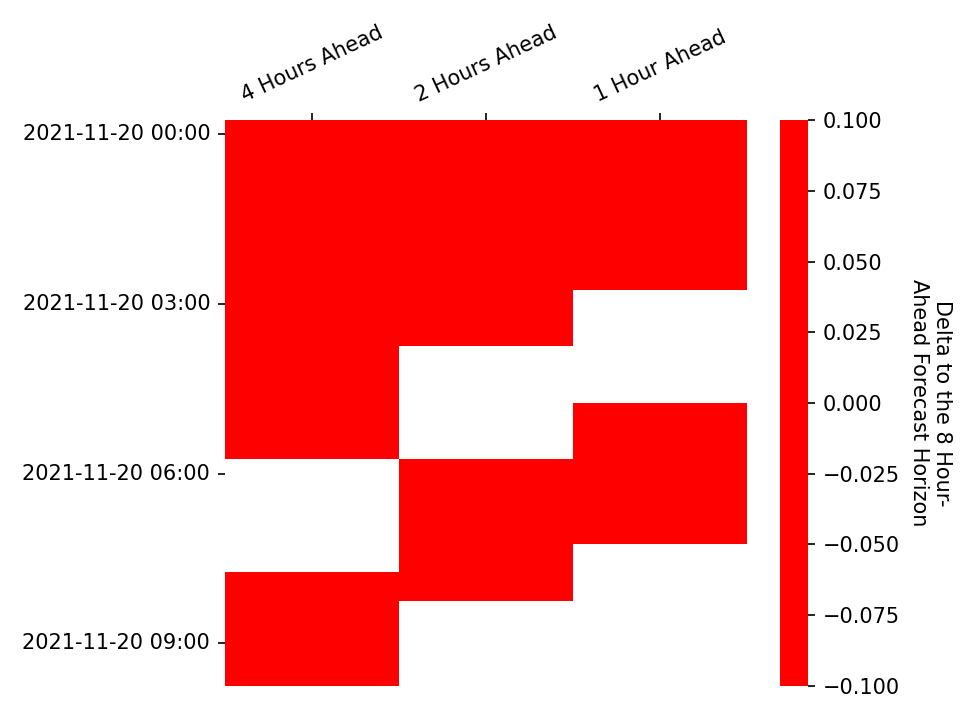 4 Hours Ahead
2 Hours Ahead
1 Hour Ahead
2021-11-20 00:00
2021-11-20 03:00
2021-11-20 06:00
2021-11-20 09:00
0.100
0.075
0.050
0.025
0.000
−0.025
−0.050
−0.075
−0.100
Delta to the 8 Hour-
Ahead Forecast Horizon